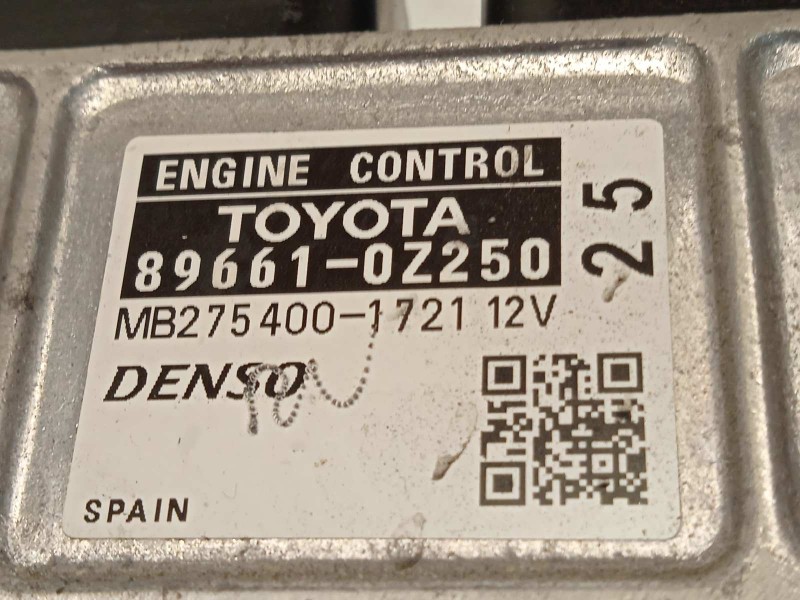 ENGINE CONTROL
TOYOTA
89661-0Z250
25
MB275400-1721 12V
DENSO
SPAIN